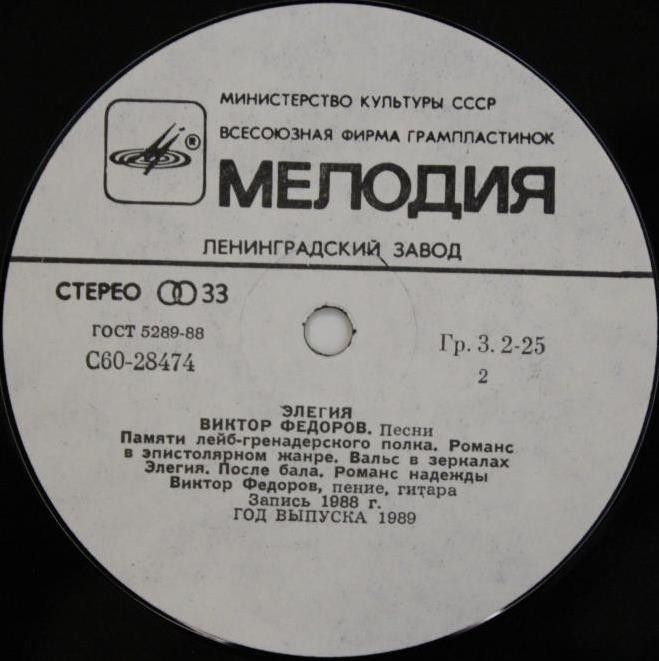 МИНИСТЕРСТВО КУЛЬТУРЫ СССР
ВСЕСОЮЗНАЯ ФИРМА ГРАМПЛАСТИНОК
®
МЕЛОДИЯ
ЛЕНИНГРАДСКИЙ ЗАВОД
СТЕРЕО 33
ГОСТ 5289-88
С60-28474
Гр. 3. 2-25
2
ЭЛЕГИЯ
ВИКТОР ФЕДОРОВ. Песни
Памяти лейб-гренадерского полка. Романс
в эпистолярном жанре. Вальс в зеркалах
Элегия. После бала. Романс надежды
Виктор Федоров, пение, гитара
Запись 1988 г.
ГОД ВЫПУСКА 1989